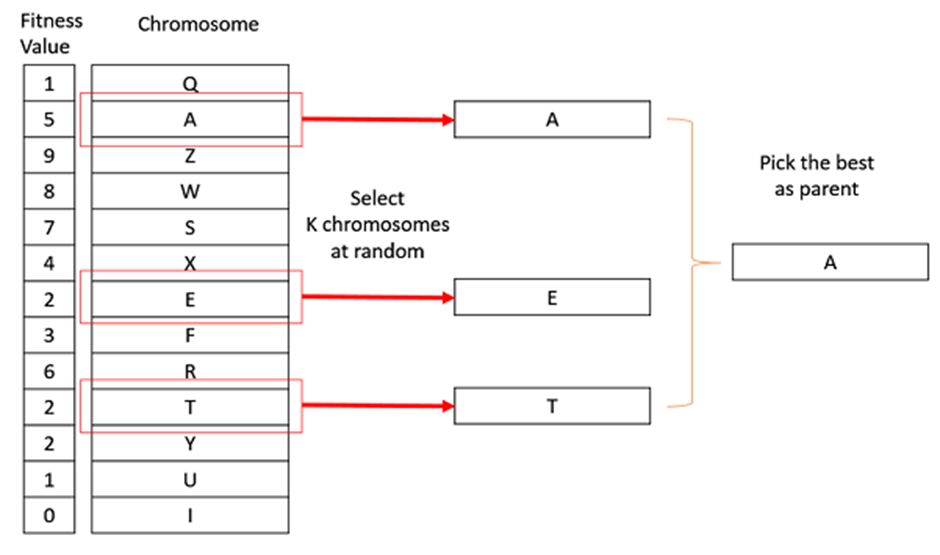 Fitness
Value
Chromosome
1 Q
5 A
9 Z
8 W
7 S
4 X
2 E
3 F
6 R
2 T
2 Y
1 U
0 I
Select
K chromosomes
at random
A
E
T
Pick the best
as parent
A